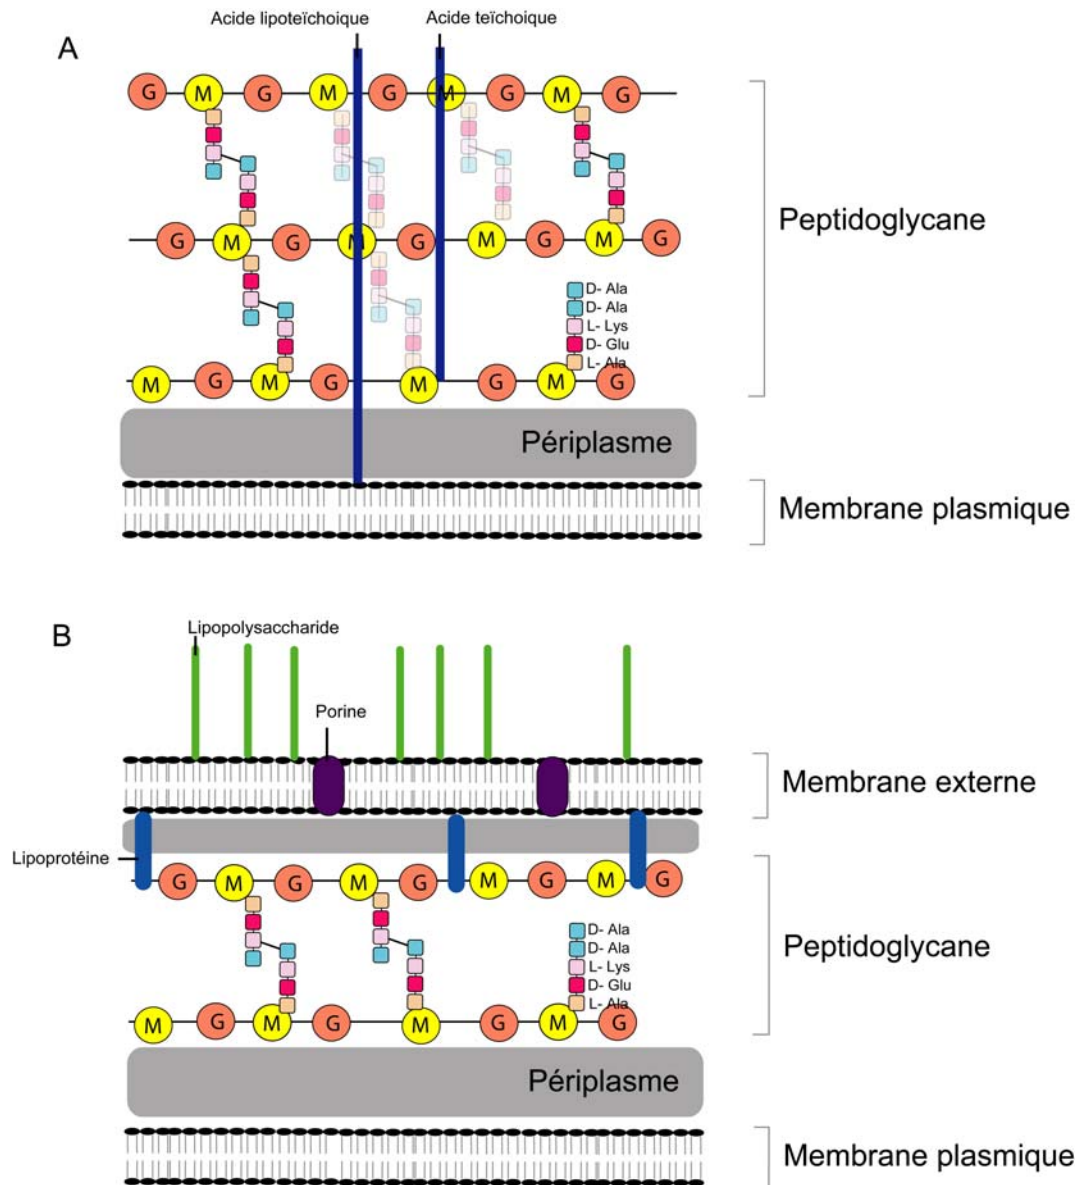 Acide lipoteïchoique
Acide teïchoique
A
G M G M G M G M G
G M G M G M G M G
Peptidoglycane
D- Ala
D- Ala
L- Lys
D- Glu
L- Ala
M G M G M G M G
Périplasme
Membrane plasmique
B
Lipopolysaccharide
Porine
Membrane externe
Lipoprotéine
G M G M G M G M G
D- Ala
D- Ala
L- Lys
D- Glu
L- Ala
Peptidoglycane
M G M G M G M G
Périplasme
Membrane plasmique